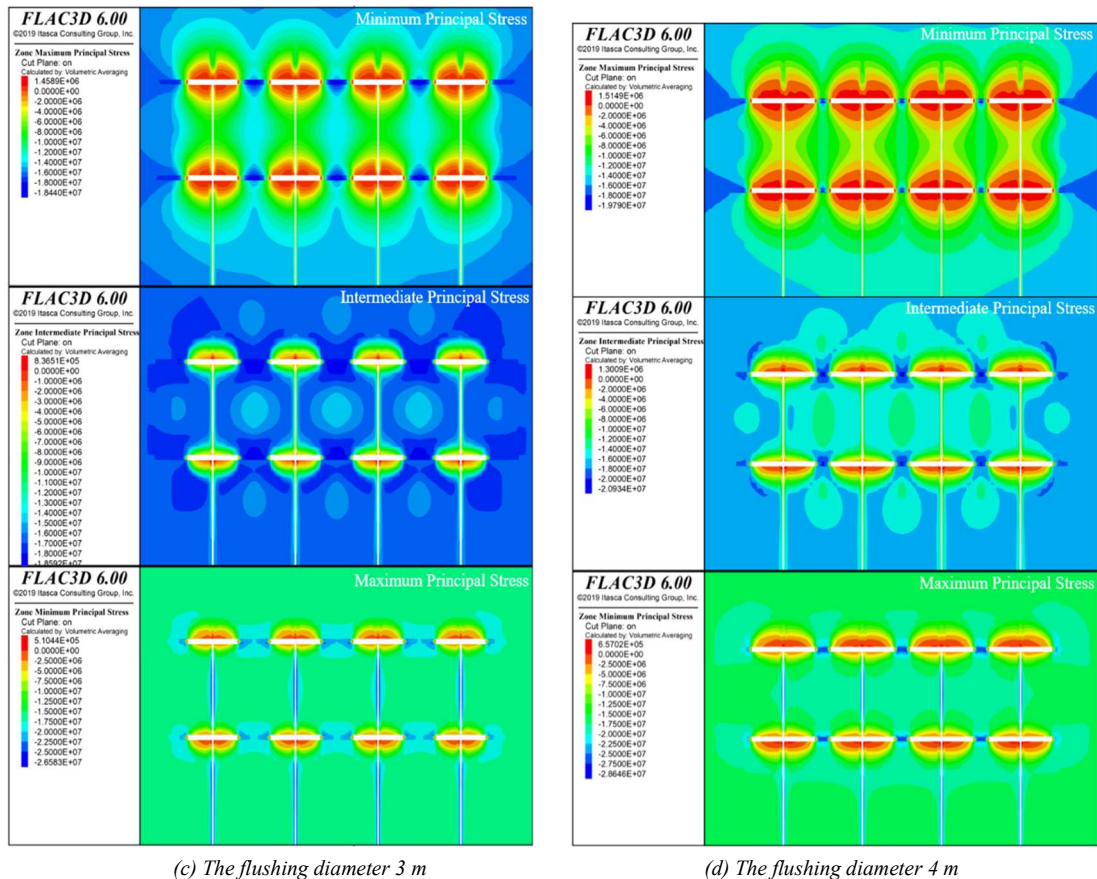 FLAC3D 6.00
©2019 Itasca Consulting Group, Inc.
Zone Maximum Principal Stress
Cut Plane: on
Calculated by: Volumetric Averaging
1.4589E+06
0.0000E+00
-2.0000E+06
-4.0000E+06
-6.0000E+06
-8.0000E+06
-1.0000E+07
-1.2000E+07
-1.4000E+07
-1.6000E+07
-1.8000E+07
-1.8440E+07
Minimum Principal Stress
FLAC3D 6.00
©2019 Itasca Consulting Group, Inc.
Zone Intermediate Principal Stress
Cut Plane: on
Calculated by: Volumetric Averaging
8.3651E+05
0.0000E+00
-1.0000E+06
-2.0000E+06
-3.0000E+06
-4.0000E+06
-5.0000E+06
-6.0000E+06
-7.0000E+06
-8.0000E+06
-9.0000E+06
-1.0000E+07
-1.1000E+07
-1.2000E+07
-1.3000E+07
-1.4000E+07
-1.5000E+07
-1.6000E+07
-1.7000E+07
-1.8000E+07
-1.8592E+07
Intermediate Principal Stress
FLAC3D 6.00
©2019 Itasca Consulting Group, Inc.
Zone Minimum Principal Stress
Cut Plane: on
Calculated by: Volumetric Averaging
5.1044E+05
0.0000E+00
-2.5000E+06
-5.0000E+06
-7.5000E+06
-1.0000E+07
-1.2500E+07
-1.5000E+07
-1.7500E+07
-2.0000E+07
-2.2500E+07
-2.5000E+07
-2.6583E+07
Maximum Principal Stress
(c) The flushing diameter 3 m
FLAC3D 6.00
©2019 Itasca Consulting Group, Inc.
Zone Maximum Principal Stress
Cut Plane: on
Calculated by: Volumetric Averaging
1.5149E+06
0.0000E+00
-2.0000E+06
-4.0000E+06
-6.0000E+06
-8.0000E+06
-1.0000E+07
-1.2000E+07
-1.4000E+07
-1.6000E+07
-1.8000E+07
-1.9790E+07
Minimum Principal Stress
FLAC3D 6.00
©2019 Itasca Consulting Group, Inc.
Zone Intermediate Principal Stress
Cut Plane: on
Calculated by: Volumetric Averaging
1.3009E+06
0.0000E+00
-2.0000E+06
-4.0000E+06
-6.0000E+06
-8.0000E+06
-1.0000E+07
-1.2000E+07
-1.4000E+07
-1.6000E+07
-1.8000E+07
-2.0000E+07
-2.0934E+07
Intermediate Principal Stress
FLAC3D 6.00
©2019 Itasca Consulting Group, Inc.
Zone Minimum Principal Stress
Cut Plane: on
Calculated by: Volumetric Averaging
6.5702E+05
0.0000E+00
-2.5000E+06
-5.0000E+06
-7.5000E+06
-1.0000E+07
-1.2500E+07
-1.5000E+07
-1.7500E+07
-2.0000E+07
-2.2500E+07
-2.5000E+07
-2.7500E+07
-2.8646E+07
Maximum Principal Stress
(d) The flushing diameter 4 m